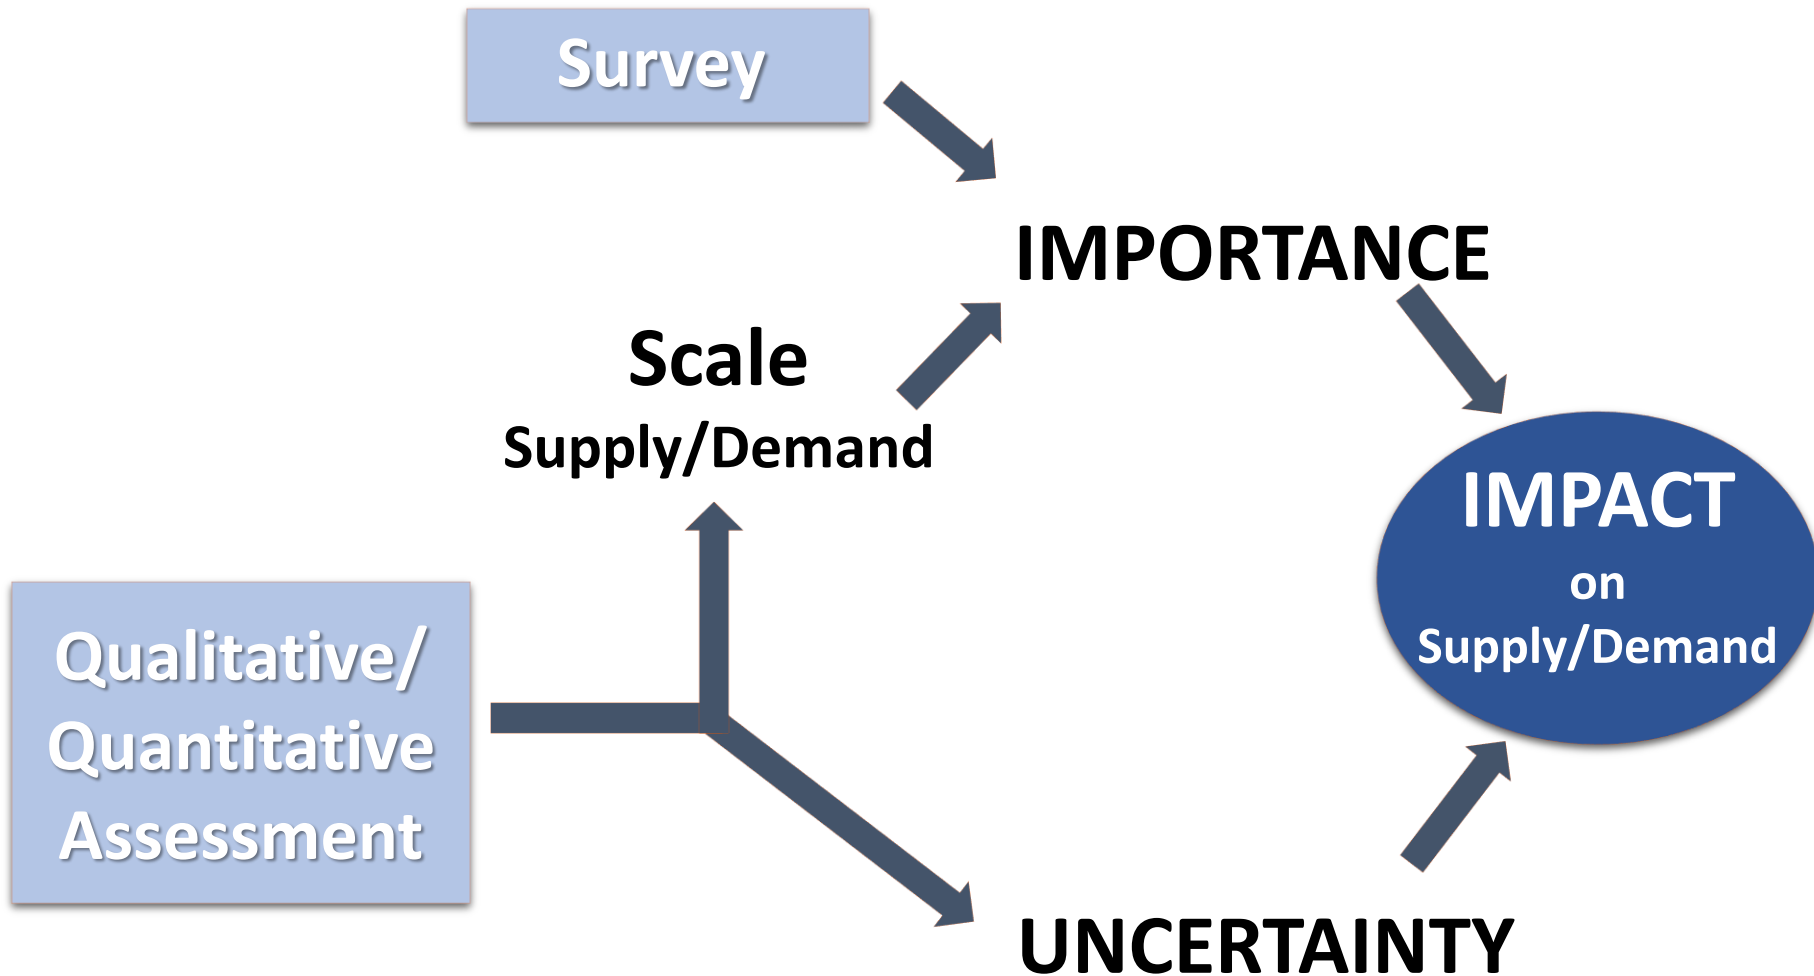 Survey
IMPORTANCE
Scale
Supply/Demand
IMPACT
on
Supply/Demand
Qualitative/
Quantitative
Assessment
UNCERTAINTY